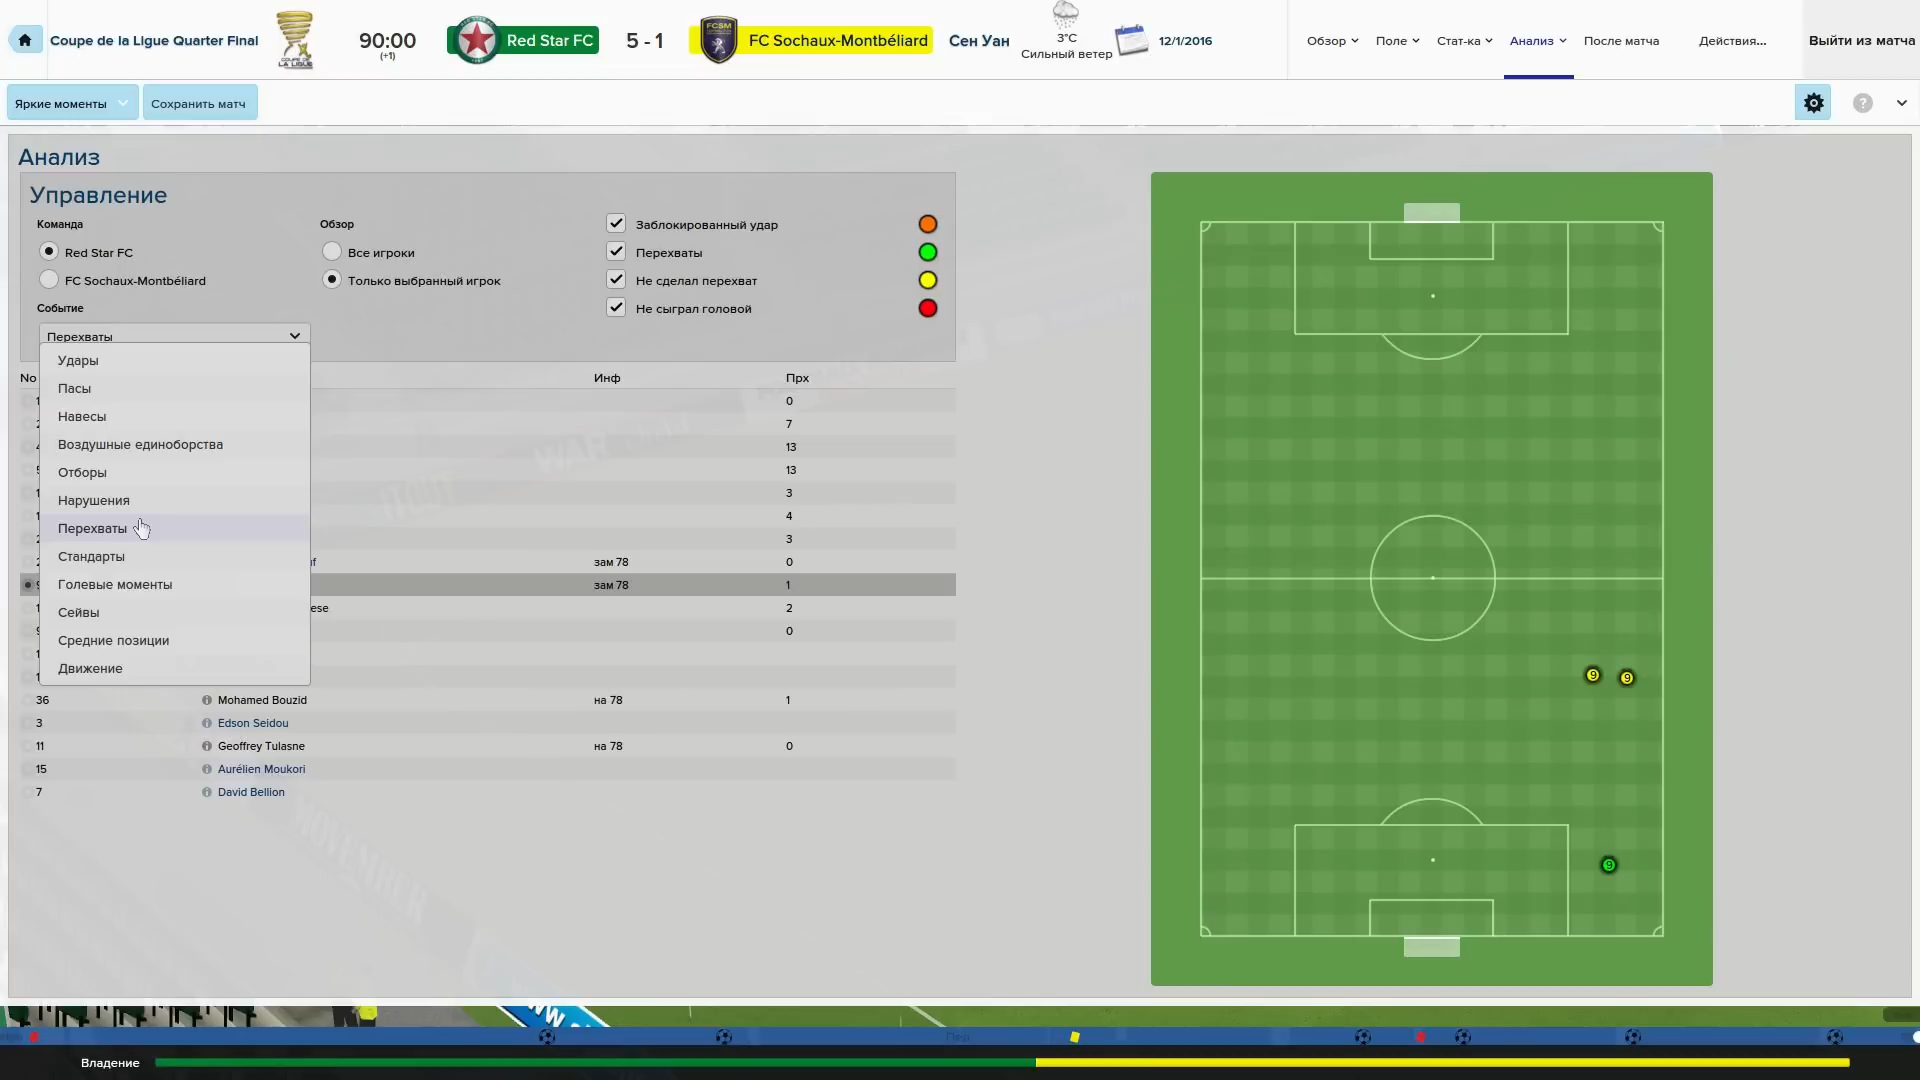 Coupe de la Ligue Quarter Final
90:00
(+1)
Red Star FC
5 - 1
FCSM
FC Sochaux-Montbéliard
Сен Уан
3°C
Сильный ветер
12/1/2016
Обзор
Поле
Стат-ка
Анализ
После матча
Действия...
Выйти из матча
Яркие моменты
Сохранить матч
?
Анализ
Управление
Команда
Обзор
Заблокированный удар
Red Star FC
Все игроки
Перехваты
FC Sochaux-Montbéliard
Только выбранный игрок
Не сделал перехват
Событие
Не сыграл головой
Перехваты
Удары
Пасы
Навесы
Воздушные единоборства
Отборы
Нарушения
Перехваты
Стандарты
Голевые моменты
Сейвы
Средние позиции
Движение
No
Инф
Прх
0
7
13
13
3
4
3
зам 78
0
зам 78
1
ese
2
0
36 Mohamed Bouzid на 78 1
3 Edson Seidou
11 Geoffrey Tulasne на 78 0
15 Aurélien Moukori
7 David Bellion
9
9
9
Владение